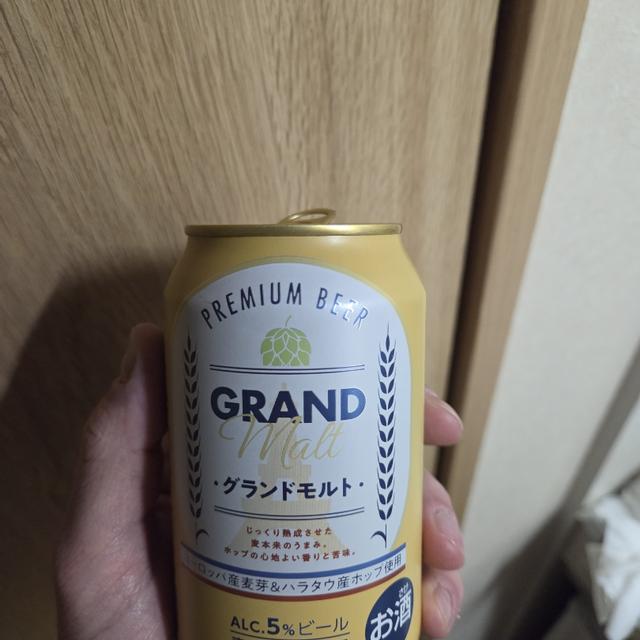 PREMIUM BEER
GRAND
Malt
・グランドモルト・
じっくり熟成させた
麦本来のうまみ。
ホップの心地よい香りと苦味。
ーロッパ産麦芽&ハラタウ産ホップ使用
ALC.5%ビール
お酒